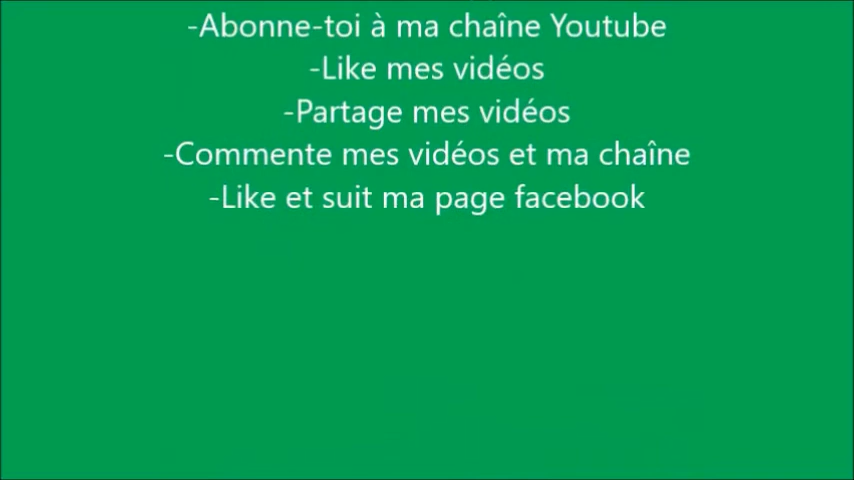 -Abonne-toi à ma chaîne Youtube
-Like mes vidéos
-Partage mes vidéos
-Commente mes vidéos et ma chaîne
-Like et suit ma page facebook